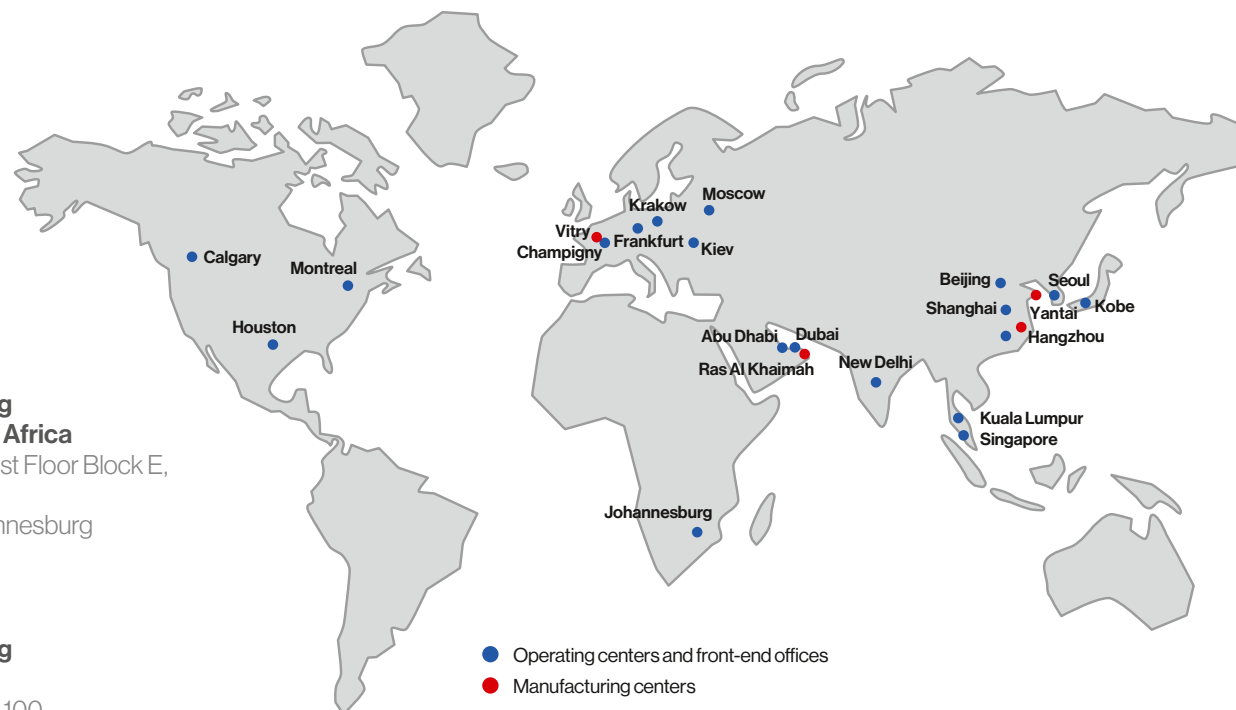 Moscow
Krakow
Vitry
Frankfurt
Champigny
Kiev
Calgary
Montreal
Houston
Beijing
Seoul
Shanghai
Yantai
Kobe
Hangzhou
Abu Dhabi
Dubai
Ras Al Khaimah
New Delhi
Kuala Lumpur
Singapore
Johannesburg
g
Africa
st Floor Block E,
nnesburg
g
100
Operating centers and front-end offices
Manufacturing centers